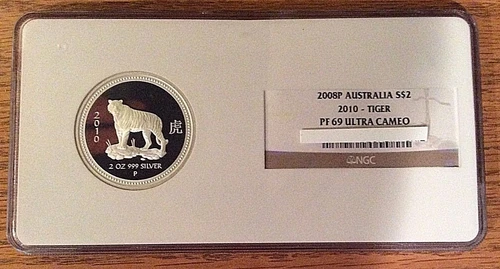 2010
虎
2 OZ 999 SILVER
P
2008P AUSTRALIA S$2
2010 - TIGER
PF 69 ULTRA CAMEO
NGC